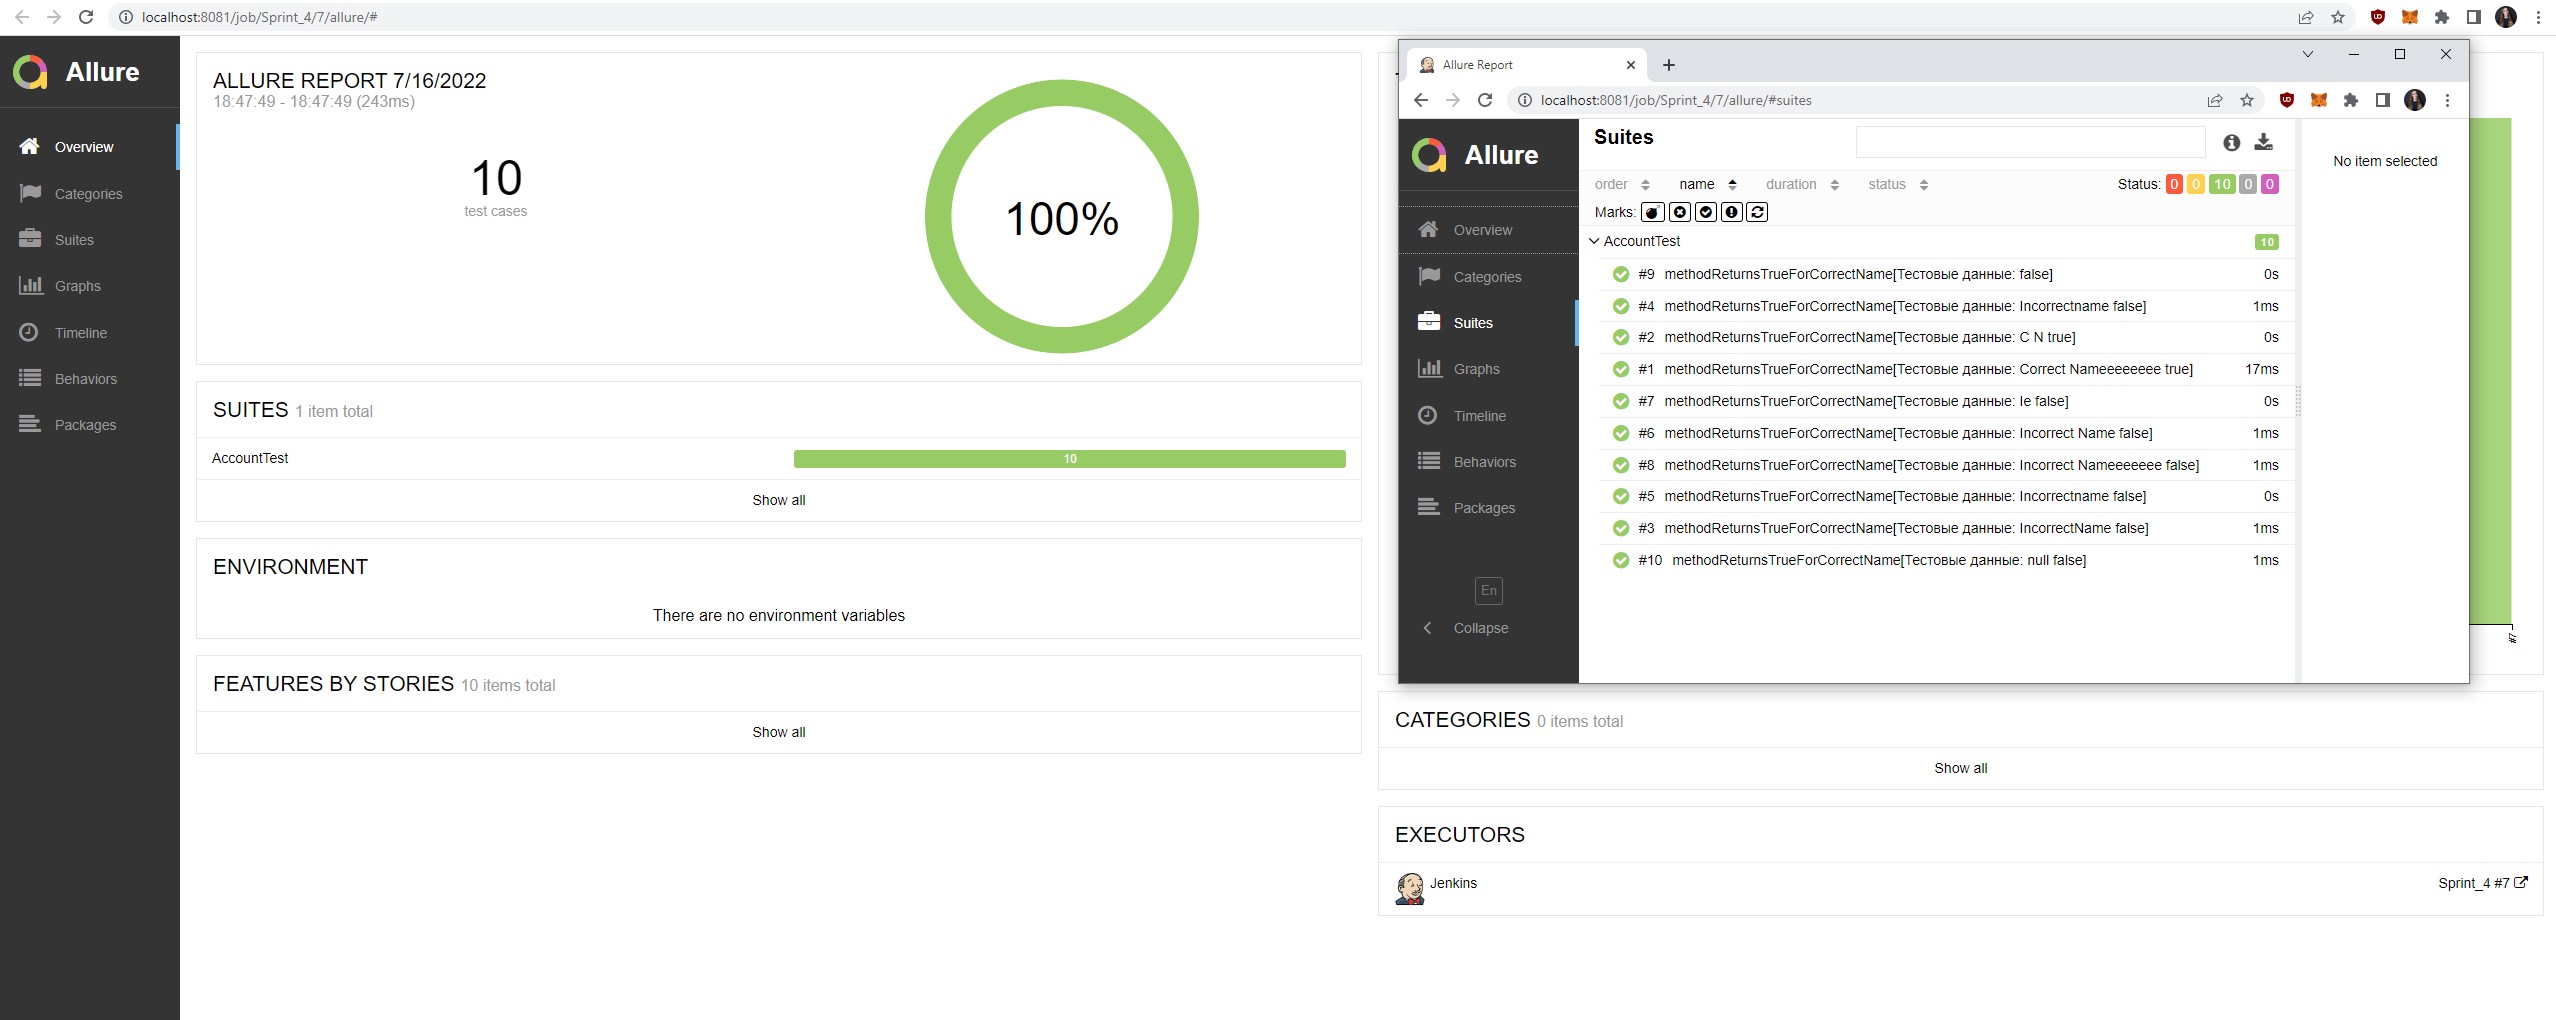 localhost:8081/job/Sprint_4/7/allure/#
Allure
Overview
Categories
Suites
Graphs
Timeline
Behaviors
Packages
ALLURE REPORT 7/16/2022
18:47:49 - 18:47:49 (243ms)
10
test cases
100%
SUITES 1 item total
AccountTest 10
Show all
ENVIRONMENT
There are no environment variables
FEATURES BY STORIES 10 items total
Show all
Allure Report
localhost:8081/job/Sprint_4/7/allure/#suites
Allure
Overview
Categories
Suites
Graphs
Timeline
Behaviors
Packages
En
Collapse
Suites
order name duration status Status: 0 0 10 0 0
Marks:
AccountTest 10
#9 methodReturnsTrueForCorrectName[Тестовые данные: false] 0s
#4 methodReturnsTrueForCorrectName[Тестовые данные: Incorrectname false] 1ms
#2 methodReturnsTrueForCorrectName[Тестовые данные: C N true] 0s
#1 methodReturnsTrueForCorrectName[Тестовые данные: Correct Nameeeeeeee true] 17ms
#7 methodReturnsTrueForCorrectName[Тестовые данные: Ie false] 0s
#6 methodReturnsTrueForCorrectName[Тестовые данные: Incorrect Name false] 1ms
#8 methodReturnsTrueForCorrectName[Тестовые данные: Incorrect Nameeeeeee false] 1ms
#5 methodReturnsTrueForCorrectName[Тестовые данные: Incorrectname false] 0s
#3 methodReturnsTrueForCorrectName[Тестовые данные: IncorrectName false] 1ms
#10 methodReturnsTrueForCorrectName[Тестовые данные: null false] 1ms
No item selected
#7
CATEGORIES 0 items total
Show all
EXECUTORS
Jenkins Sprint_4 #7